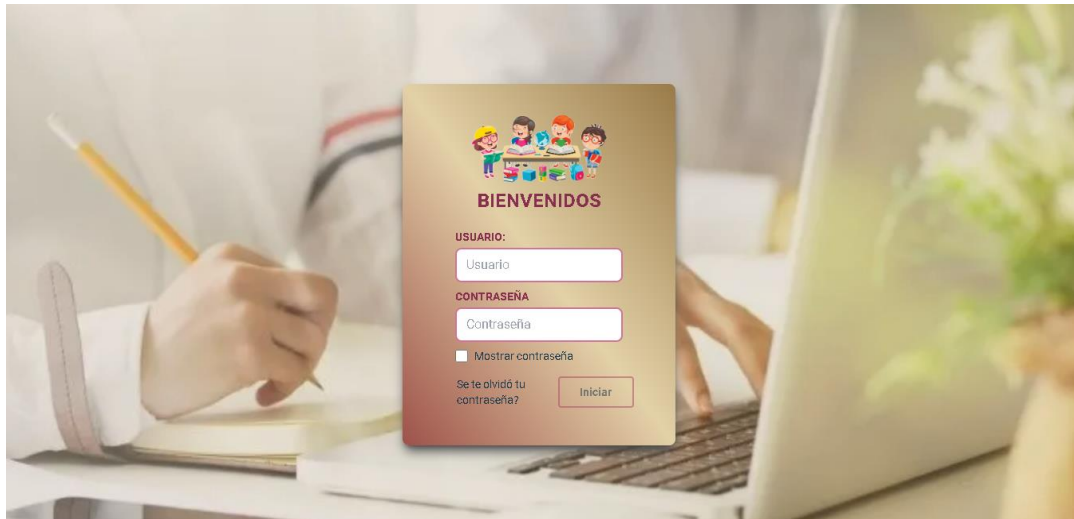 BIENVENIDOS
USUARIO:
Usuario
CONTRASEÑA
Contraseña
Mostrar contraseña
Se te olvidó tu
contraseña?
Iniciar